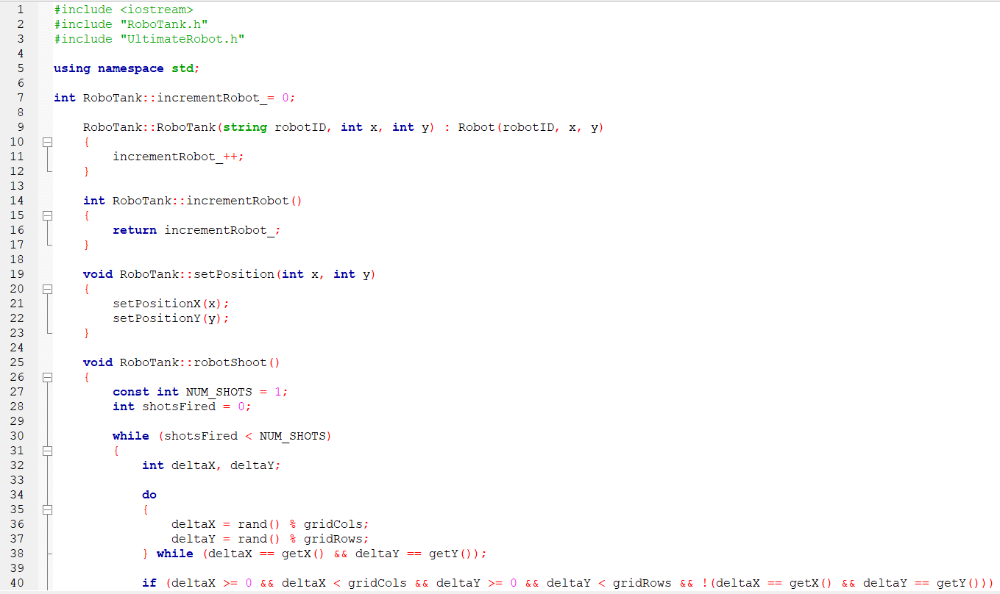 1 #include <iostream>
2 #include "RoboTank.h"
3 #include "UltimateRobot.h"
4
5 using namespace std;
6
7 int RoboTank::incrementRobot_= 0;
8
9 RoboTank::RoboTank(string robotID, int x, int y) : Robot(robotID, x, y)
10 {
11 incrementRobot_++;
12 }
13
14 int RoboTank::incrementRobot()
15 {
16 return incrementRobot_;
17 }
18
19 void RoboTank::setPosition(int x, int y)
20 {
21 setPositionX(x);
22 setPositionY(y);
23 }
24
25 void RoboTank::robotShoot()
26 {
27 const int NUM_SHOTS = 1;
28 int shotsFired = 0;
29
30 while (shotsFired < NUM_SHOTS)
31 {
32 int deltaX, deltaY;
33
34 do
35 {
36 deltaX = rand() % gridCols;
37 deltaY = rand() % gridRows;
38 } while (deltaX == getX() && deltaY == getY());
39
40 if (deltaX >= 0 && deltaX < gridCols && deltaY >= 0 && deltaY < gridRows && !(deltaX == getX() && deltaY == getY()))